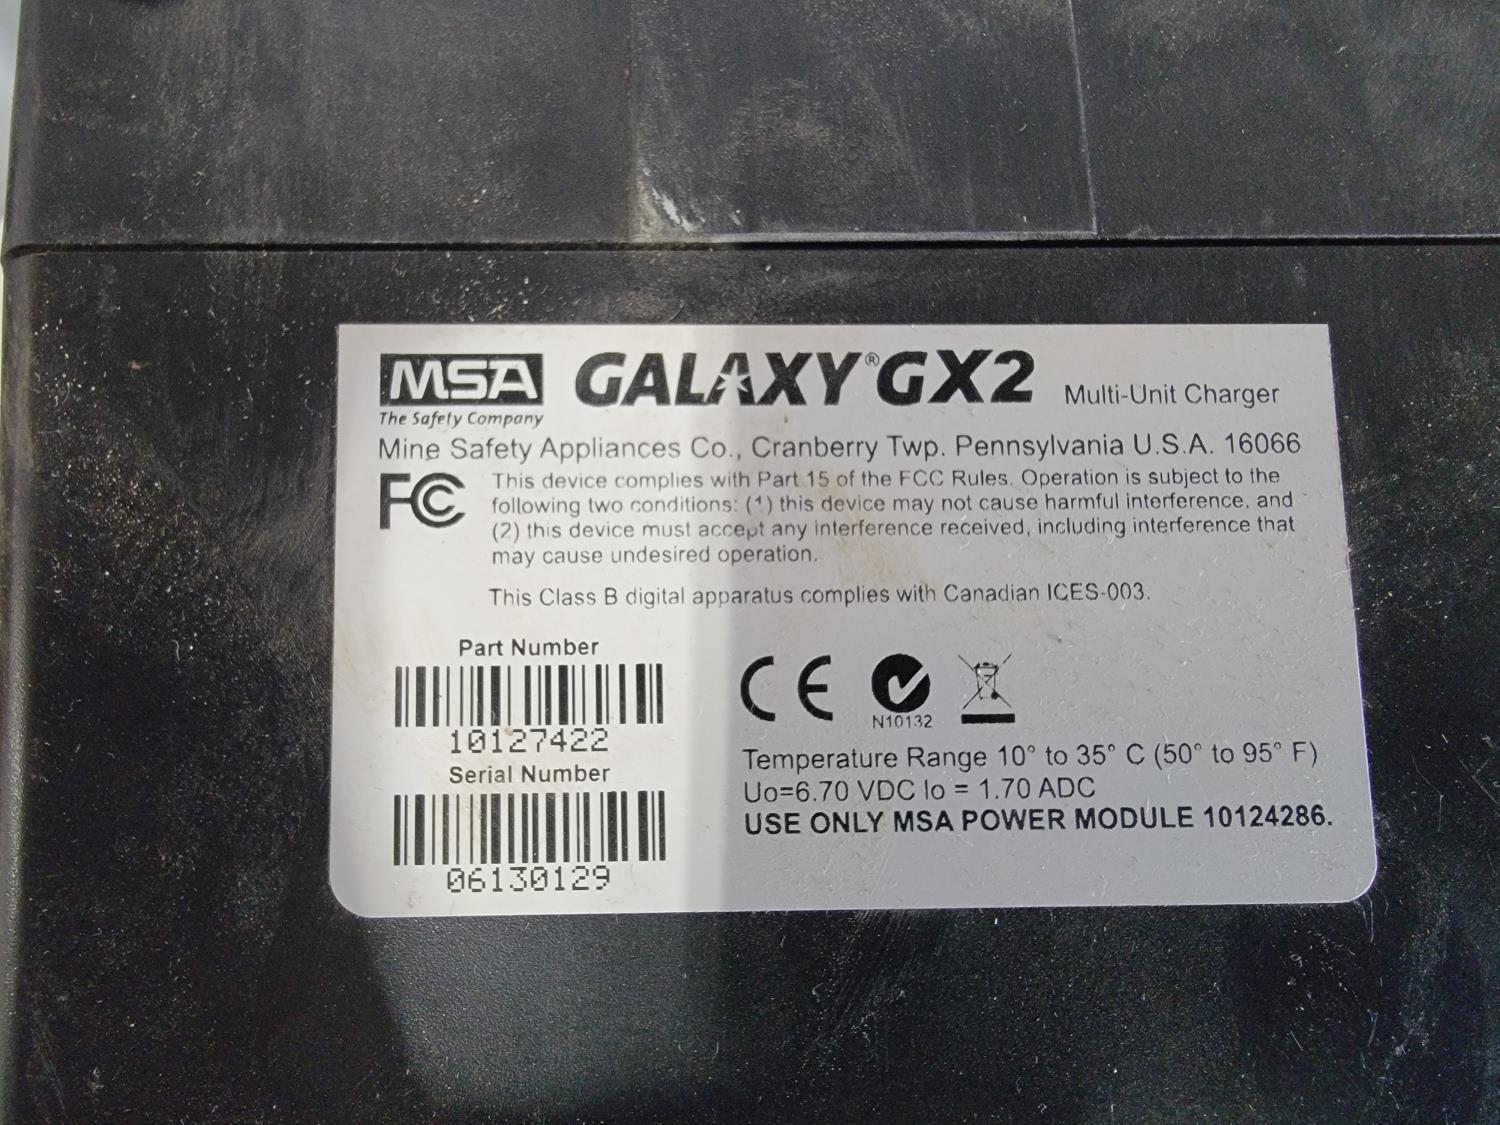 MSA GALAXY®GX2 Multi-Unit Charger
The Safety Company
Mine Safety Appliances Co., Cranberry Twp. Pennsylvania U.S.A. 16066
FC This device complies with Part 15 of the FCC Rules. Operation is subject to the
following two conditions: (1) this device may not cause harmful interference, and
(2) this device must accept any interference received, including interference that
may cause undesired operation.
This Class B digital apparatus complies with Canadian ICES-003.
Part Number
10127422
Serial Number
06130129
CE
N10132
Temperature Range 10° to 35° C (50° to 95° F)
Uo=6.70 VDC Io = 1.70 ADC
USE ONLY MSA POWER MODULE 10124286.